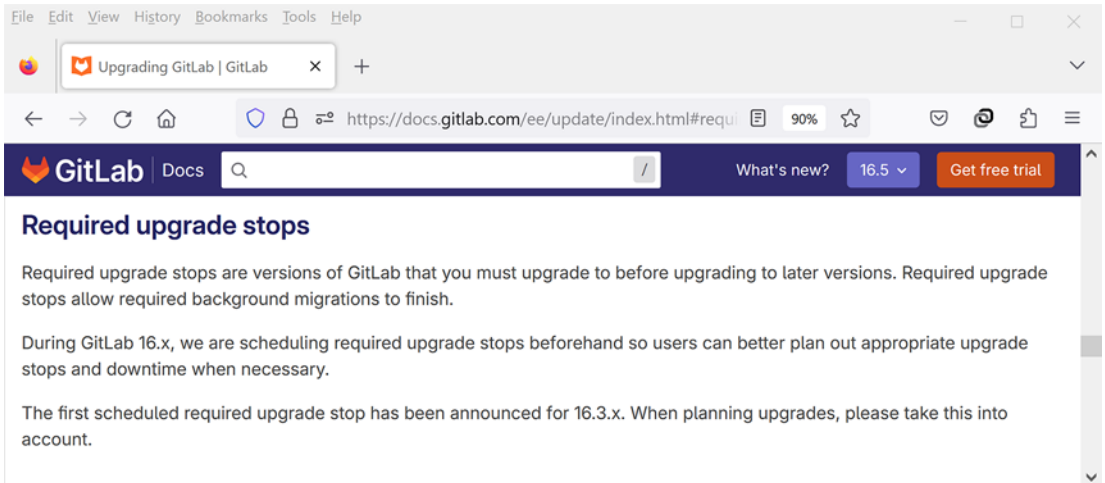 File Edit View History Bookmarks Tools Help
Upgrading GitLab | GitLab
https://docs.gitlab.com/ee/update/index.html#requi 90%
GitLab Docs / What's new? 16.5 Get free trial
Required upgrade stops
Required upgrade stops are versions of GitLab that you must upgrade to before upgrading to later versions. Required upgrade
stops allow required background migrations to finish.
During GitLab 16.x, we are scheduling required upgrade stops beforehand so users can better plan out appropriate upgrade
stops and downtime when necessary.
The first scheduled required upgrade stop has been announced for 16.3.x. When planning upgrades, please take this into
account.